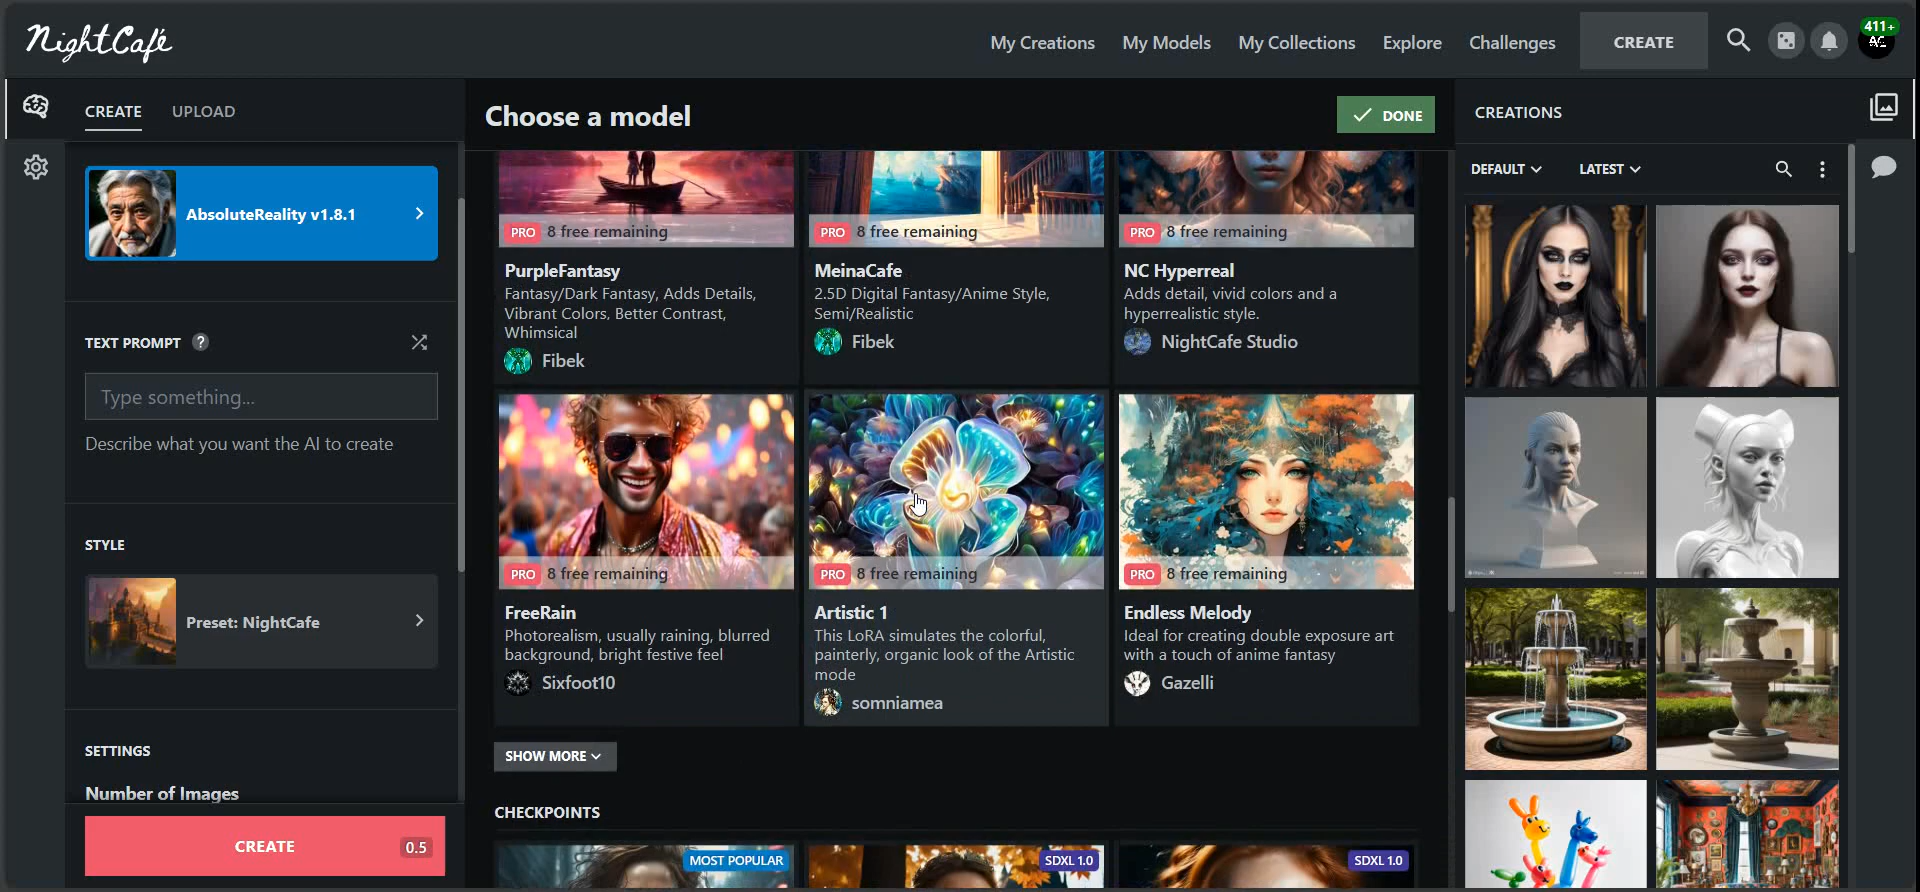 NightCafé
My Creations
My Models
My Collections
Explore
Challenges
CREATE
411+
AC
CREATE
UPLOAD
AbsoluteReality v1.8.1
TEXT PROMPT ?
Type something...
Describe what you want the AI to create
STYLE
Preset: NightCafe
SETTINGS
Number of Images
CREATE
0.5
Choose a model
DONE
PRO 8 free remaining
PurpleFantasy
Fantasy/Dark Fantasy, Adds Details,
Vibrant Colors, Better Contrast,
Whimsical
Fibek
PRO 8 free remaining
MeinaCafe
2.5D Digital Fantasy/Anime Style,
Semi/Realistic
Fibek
PRO 8 free remaining
NC Hyperreal
Adds detail, vivid colors and a
hyperrealistic style.
NightCafe Studio
PRO 8 free remaining
FreeRain
Photorealism, usually raining, blurred
background, bright festive feel
Sixfoot10
PRO 8 free remaining
Artistic 1
This LoRA simulates the colorful,
painterly, organic look of the Artistic
mode
somniamea
PRO 8 free remaining
Endless Melody
Ideal for creating double exposure art
with a touch of anime fantasy
Gazelli
SHOW MORE
CHECKPOINTS
MOST POPULAR
SDXL 1.0
SDXL 1.0
CREATIONS
DEFAULT
LATEST